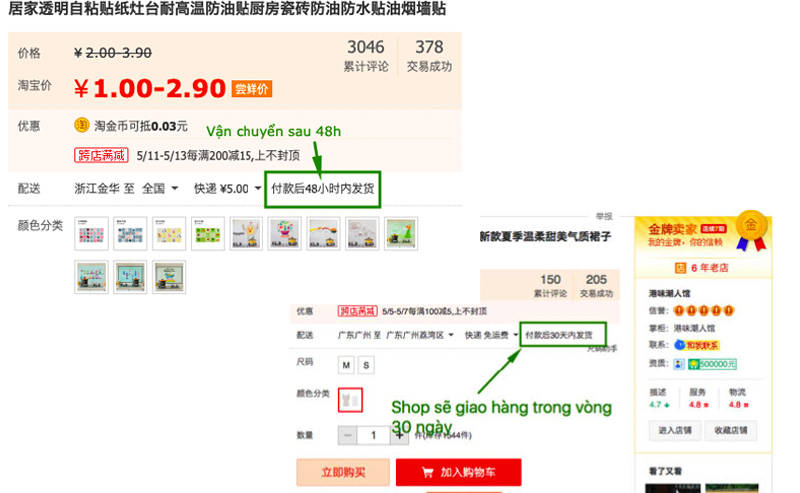 居家透明自粘贴纸灶台耐高温防油贴厨房瓷砖防油防水贴油烟墙贴
价格 ¥ 2.00-3.90
3046 378
累计评论 交易成功
淘宝价 ¥1.00-2.90 尝鲜价
优惠 淘 淘金币可抵0.03元
Vận chuyển sau 48h
跨店满减 5/11-5/13每满200减15,上不封顶
配送 浙江金华 至 全国 快递 ¥5.00 付款后48小时内发货
颜色分类
举报
新款夏季温柔甜美气质裙子
150 205
累计评论 交易成功
优惠 跨店满减 5/5-5/7每满100减5,上不封顶
配送 广东广州 至 广东广州荔湾区 快递 免运费 付款后30天内发货
尺码 M S
颜色分类
Shop sẽ giao hàng trong vòng
30 ngày
数量 1 件(库存1544件)
立即购买 加入购物车
金牌卖家 连续7期
金
我的金牌,你的信赖
店 6 年老店
港味潮人馆
信誉:
掌柜: 港味潮人馆
联系: 和我联系
资质: 500000元
描述 服务 物流
4.7 4.8 4.8
进入店铺 收藏店铺
看了又看